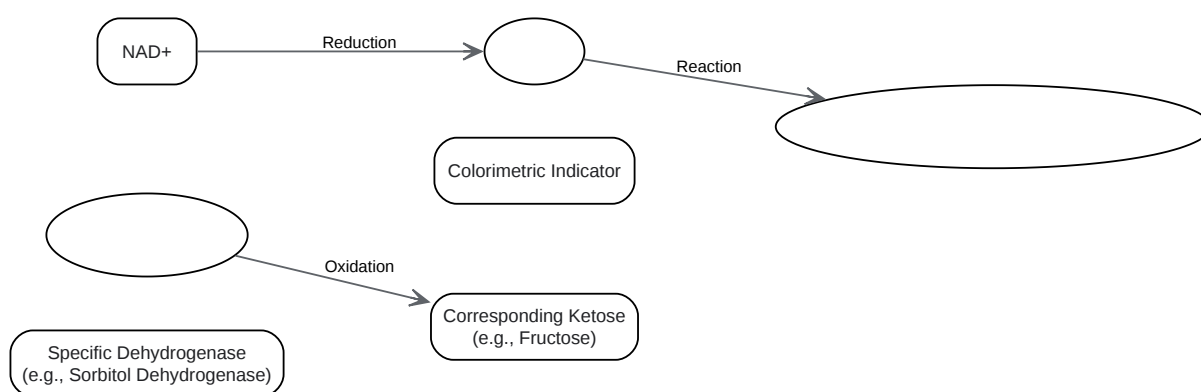 NAD+
Reduction
Reaction
Colorimetric Indicator
Oxidation
Corresponding Ketose
(e.g., Fructose)
Specific Dehydrogenase
(e.g., Sorbitol Dehydrogenase)